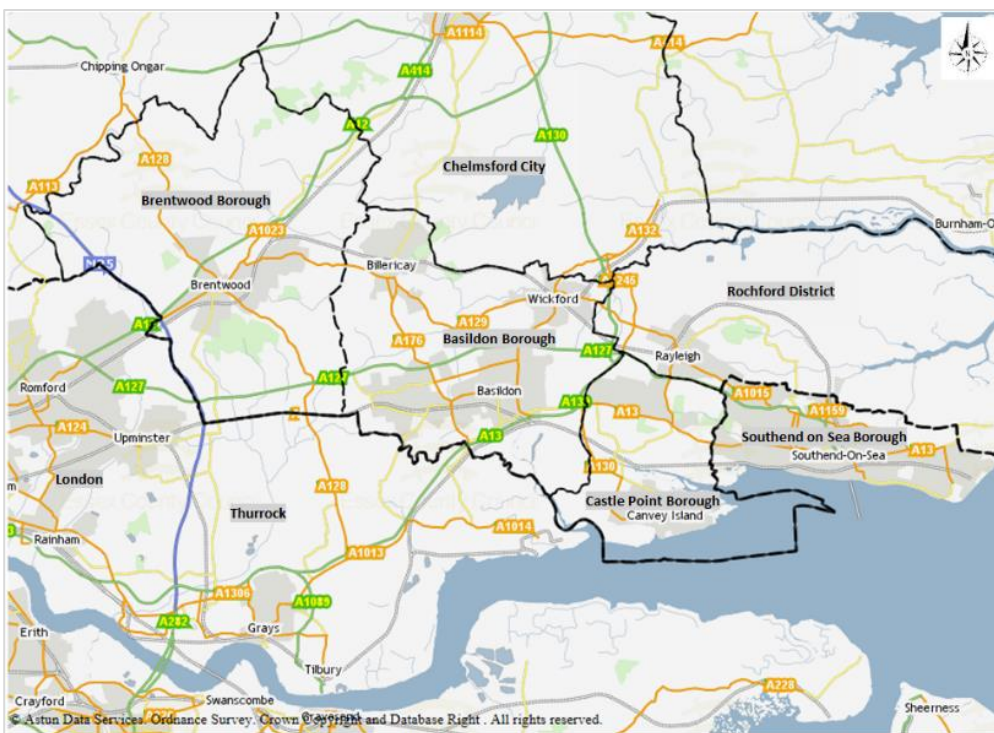 A1114
A414
Chipping Ongar
A414
A12
A130
A128
Chelmsford City
A113
Brentwood Borough
A1023
A132
Burnham-O
Billericay
M25
Brentwood
Wickford
A245
Rochford District
A129
A176
Basildon Borough
A127
Rayleigh
Romford
A127
A127
Basildon
A1015
A124
A13
A13
A1159
Upminster
A13
Southend on Sea Borough
A13
Southend-On-Sea
London
A128
A130
Thurrock
Castle Point Borough
Canvey Island
A1014
Rainham
A1013
A1306
A1089
A282
Grays
Erith
Tilbury
Crayford
Swanscombe
A228
Sheerness
© Astun Data Services. Ordnance Survey. Crown Copyright and Database Right . All rights reserved.
N